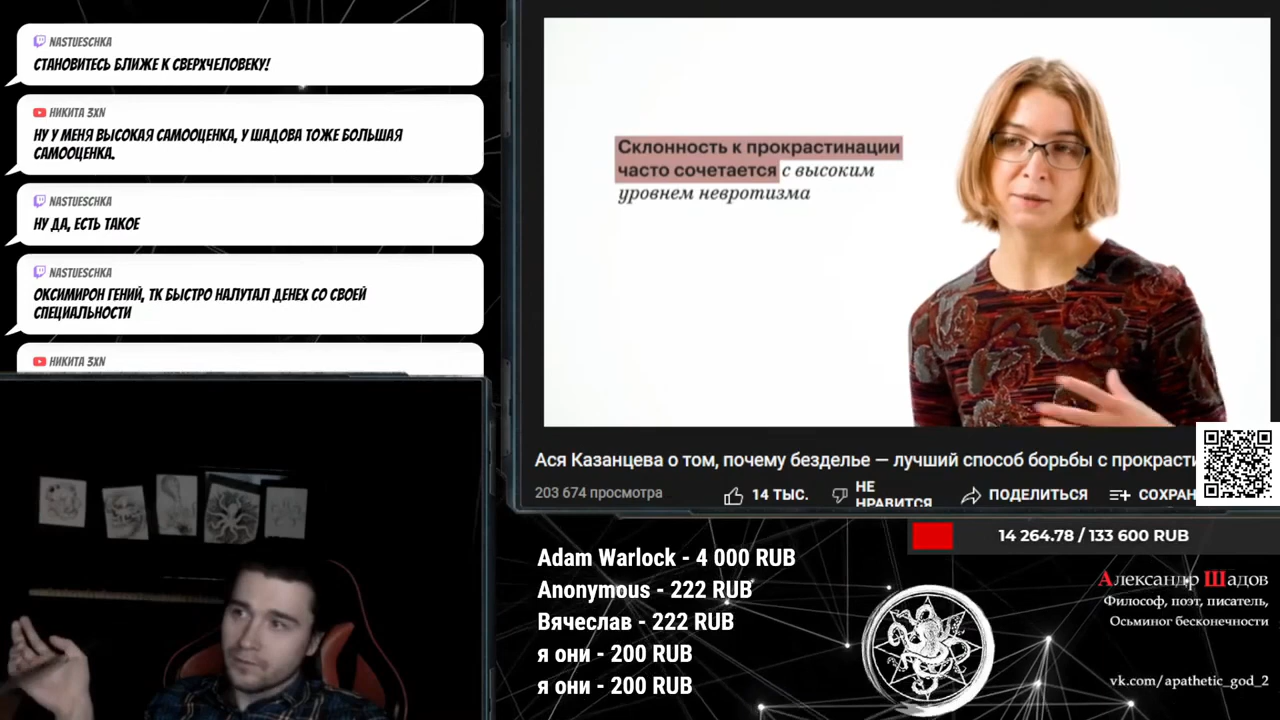 NASTUESCHKA
СТАНОВИТЕСЬ БЛИЖЕ К СВЕРХЧЕЛОВЕКУ!
НИКИТА 3XN
НУ У МЕНЯ ВЫСОКАЯ САМООЦЕНКА, У ШАДОВА ТОЖЕ БОЛЬШАЯ
САМООЦЕНКА.
NASTUESCHKA
НУ ДА, ЕСТЬ ТАКОЕ
NASTUESCHKA
ОКСИМИРОН ГЕНИЙ, ТК БЫСТРО НАЛУТАЛ ДЕНЕХ СО СВОЕЙ
СПЕЦИАЛЬНОСТИ
НИКИТА 3XN
Склонность к прокрастинации
часто сочетается с высоким
уровнем невротизма
Ася Казанцева о том, почему безделье — лучший способ борьбы с прокрасти
203 674 просмотра
14 ТЫС.
НЕ
НРАВИТСЯ
ПОДЕЛИТЬСЯ
СОХРАН
14 264.78 / 133 600 RUB
Adam Warlock - 4 000 RUB
Anonymous - 222 RUB
Вячеслав - 222 RUB
я они - 200 RUB
я они - 200 RUB
Александр Шадов
Философ, поэт, писатель,
Осьминог бесконечности
vk.com/apathetic_god_2